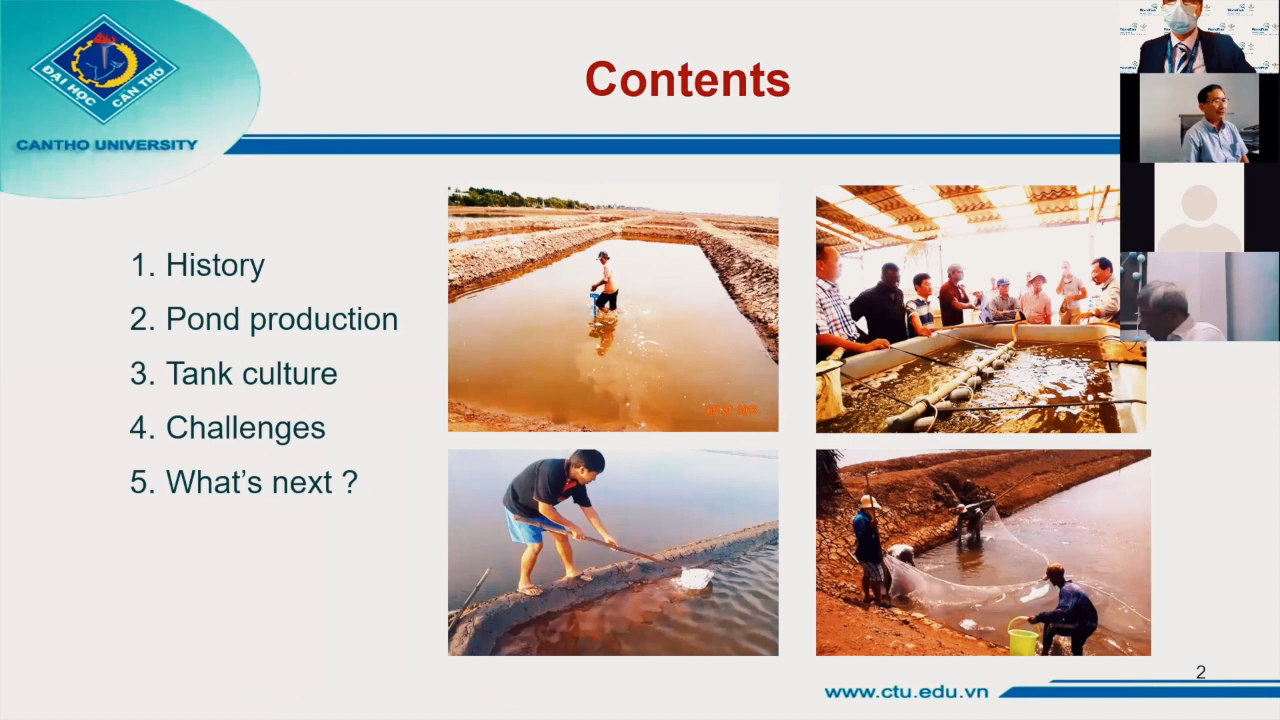 ĐẠI HỌC CẦN THƠ
CANTHO UNIVERSITY
Contents
1. History
2. Pond production
3. Tank culture
4. Challenges
5. What's next ?
2
www.ctu.edu.vn